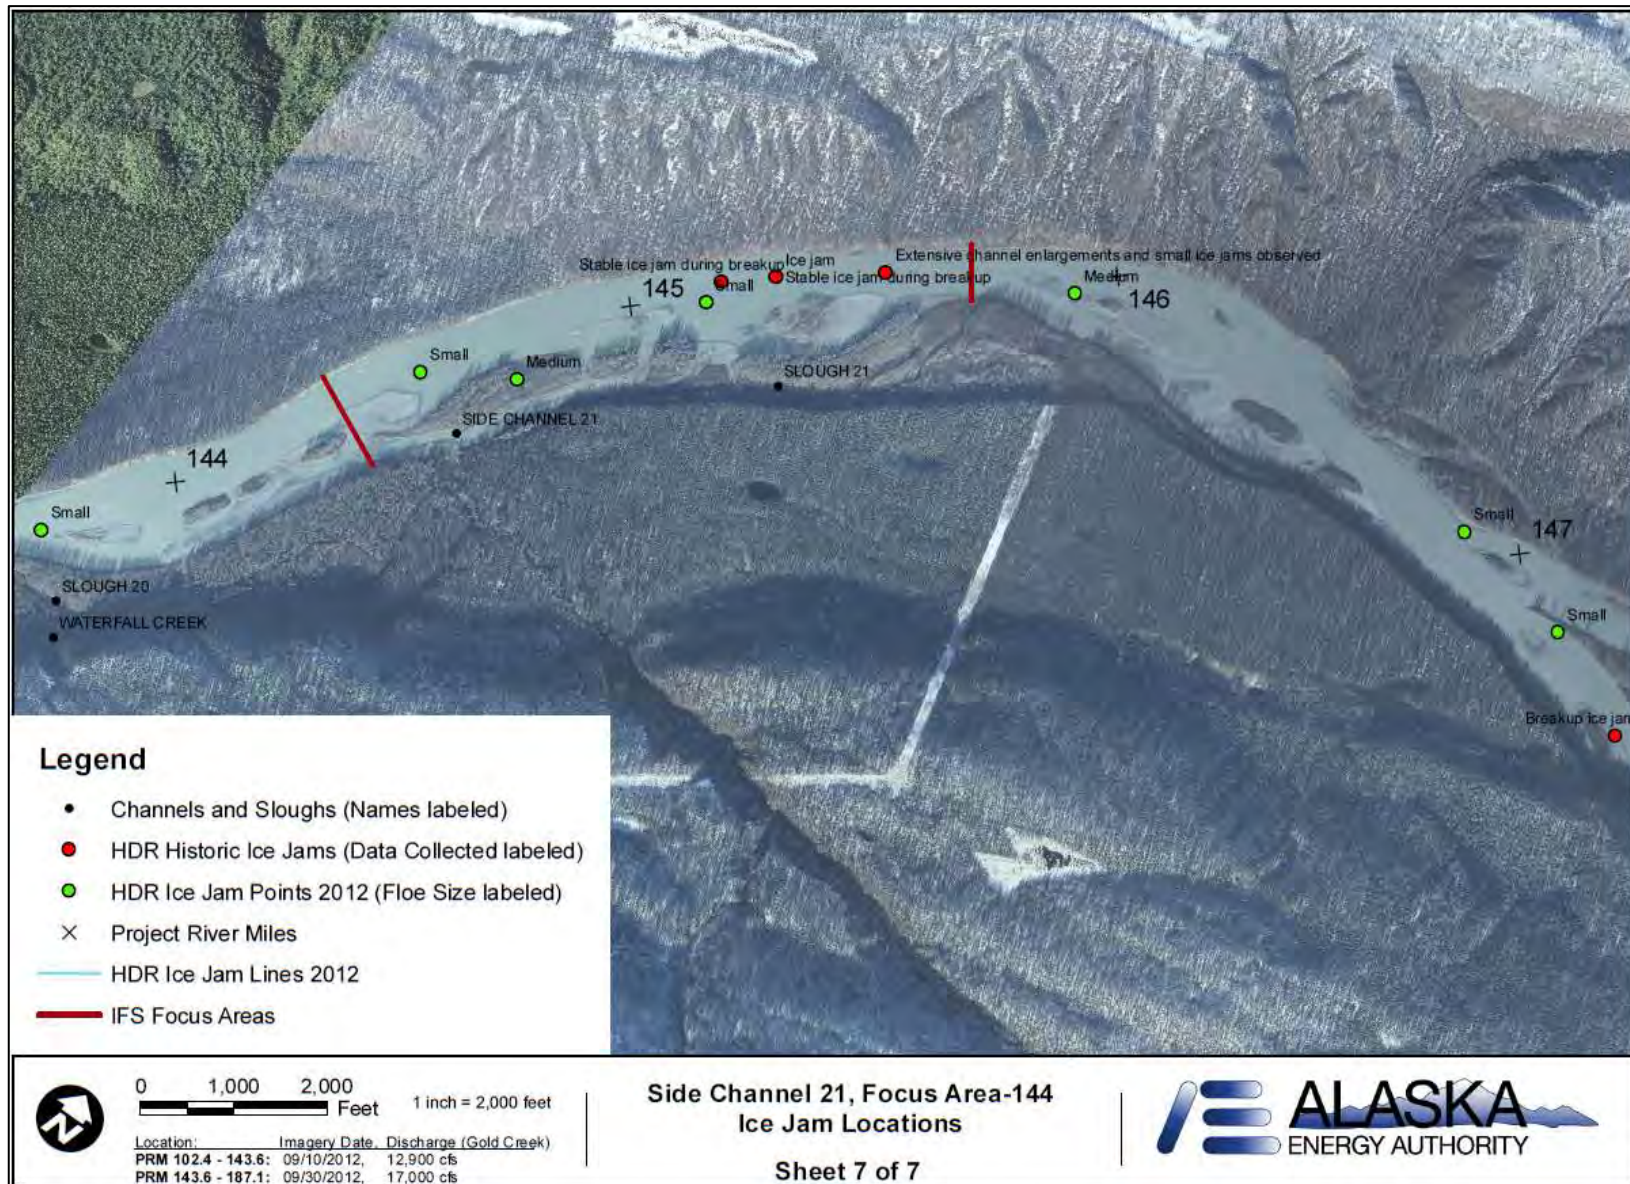 Extensive channel enlargements and small ice jams observed
Ice jam
Stable ice jam during breakup
Stable ice jam during breakup
Medium
Small
145
146
Small
Medium
SLOUGH 21
SIDE CHANNEL 21
144
Small
Small
147
SLOUGH 20
WATERFALL CREEK
Small
Breakup ice jam
Legend
Channels and Sloughs (Names labeled)
HDR Historic Ice Jams (Data Collected labeled)
HDR Ice Jam Points 2012 (Floe Size labeled)
Project River Miles
HDR Ice Jam Lines 2012
IFS Focus Areas
N
0 1,000 2,000
Feet
1 inch = 2,000 feet
Location: Imagery Date, Discharge (Gold Creek)
PRM 102.4 - 143.6: 09/10/2012, 12,900 cfs
PRM 143.6 - 187.1: 09/30/2012, 17,000 cfs
Side Channel 21, Focus Area-144
Ice Jam Locations
Sheet 7 of 7
AE ALASKA
ENERGY AUTHORITY